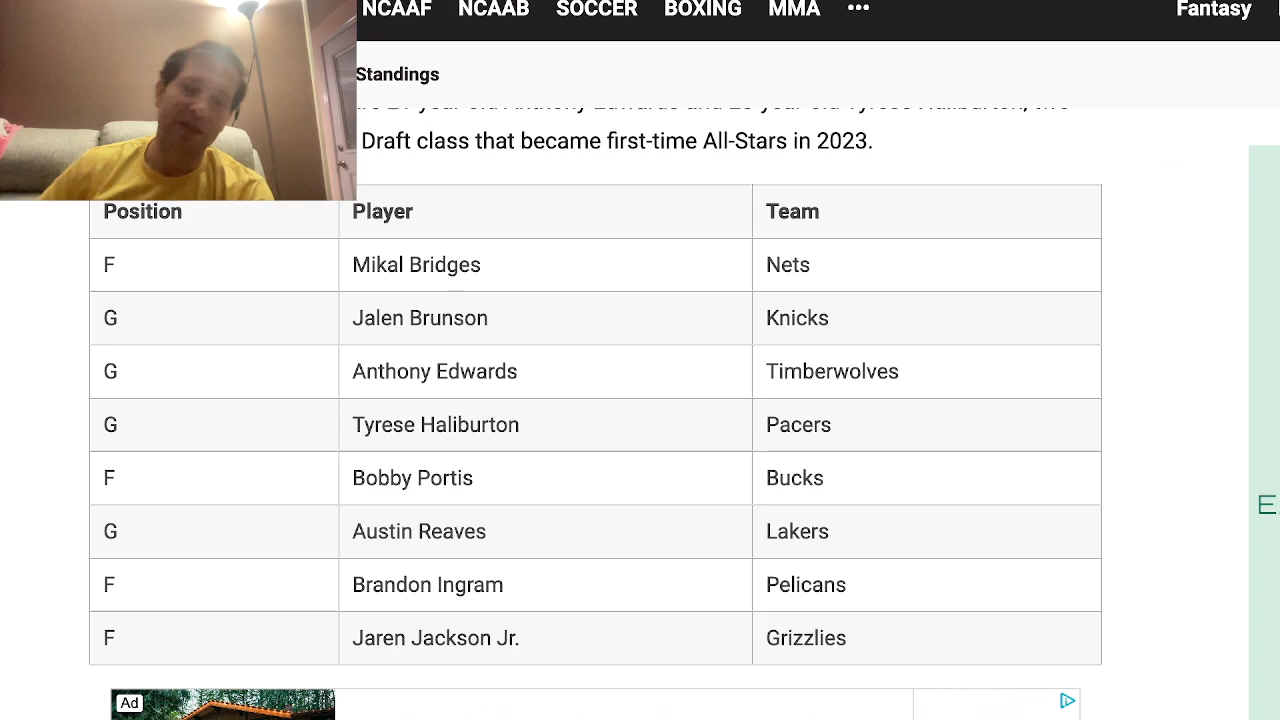 NCAAF NCAAB SOCCER BOXING MMA ••• Fantasy
Standings
Draft class that became first-time All-Stars in 2023.
Position Player Team
F Mikal Bridges Nets
G Jalen Brunson Knicks
G Anthony Edwards Timberwolves
G Tyrese Haliburton Pacers
F Bobby Portis Bucks
G Austin Reaves Lakers
F Brandon Ingram Pelicans
F Jaren Jackson Jr. Grizzlies
Ad